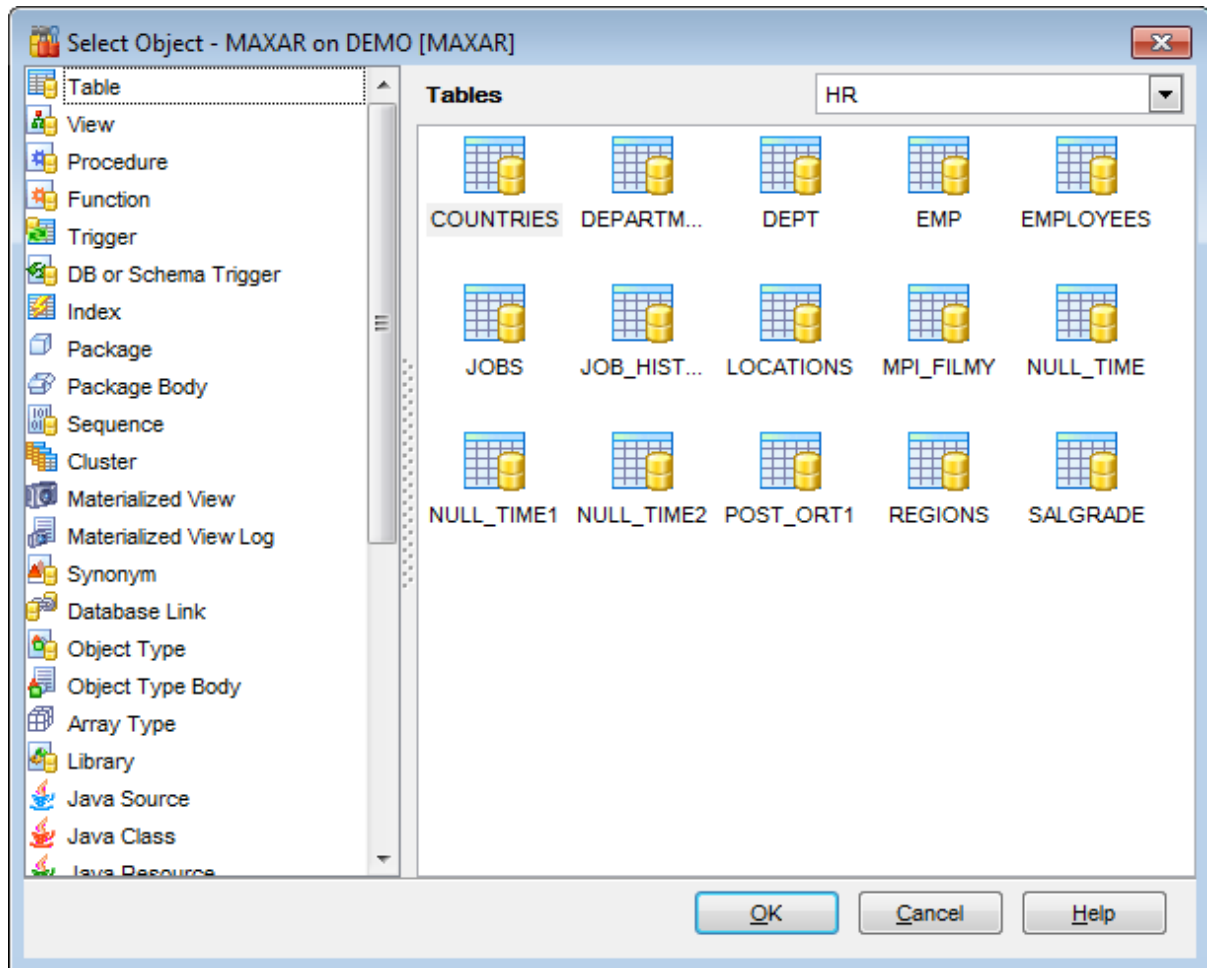 Select Object - MAXAR on DEMO [MAXAR]
Table
View
Procedure
Function
Trigger
DB or Schema Trigger
Index
Package
Package Body
Sequence
Cluster
Materialized View
Materialized View Log
Synonym
Database Link
Object Type
Object Type Body
Array Type
Library
Java Source
Java Class
Java Resource
Tables HR
COUNTRIES DEPARTM... DEPT EMP EMPLOYEES
JOBS JOB_HIST... LOCATIONS MPI_FILMY NULL_TIME
NULL_TIME1 NULL_TIME2 POST_ORT1 REGIONS SALGRADE
OK Cancel Help